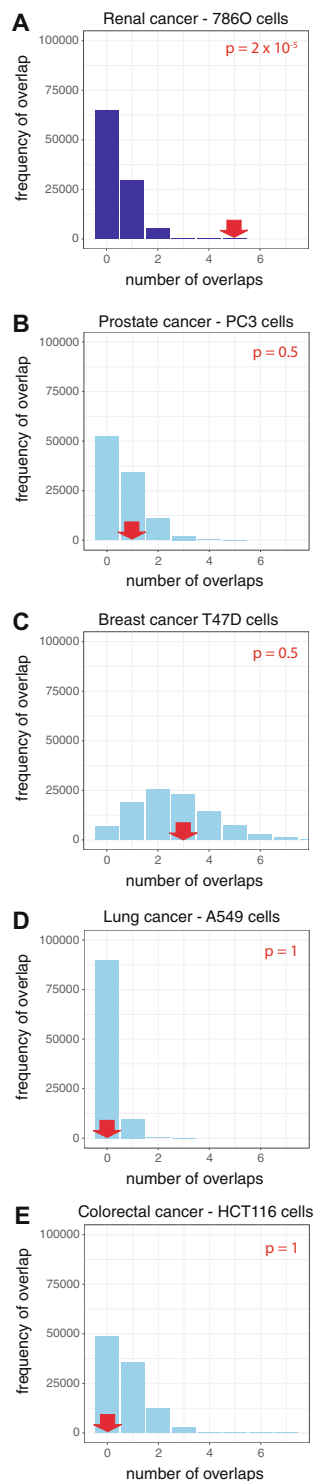 A
Renal cancer - 786O cells
p = 2 x 10-5
frequency of overlap
100000
75000
50000
25000
0
0 2 4 6
number of overlaps
B
Prostate cancer - PC3 cells
p = 0.5
frequency of overlap
100000
75000
50000
25000
0
0 2 4 6
number of overlaps
C
Breast cancer T47D cells
p = 0.5
frequency of overlap
100000
75000
50000
25000
0
0 2 4 6
number of overlaps
D
Lung cancer - A549 cells
p = 1
frequency of overlap
100000
75000
50000
25000
0
0 2 4 6
number of overlaps
E
Colorectal cancer - HCT116 cells
p = 1
frequency of overlap
100000
75000
50000
25000
0
0 2 4 6
number of overlaps